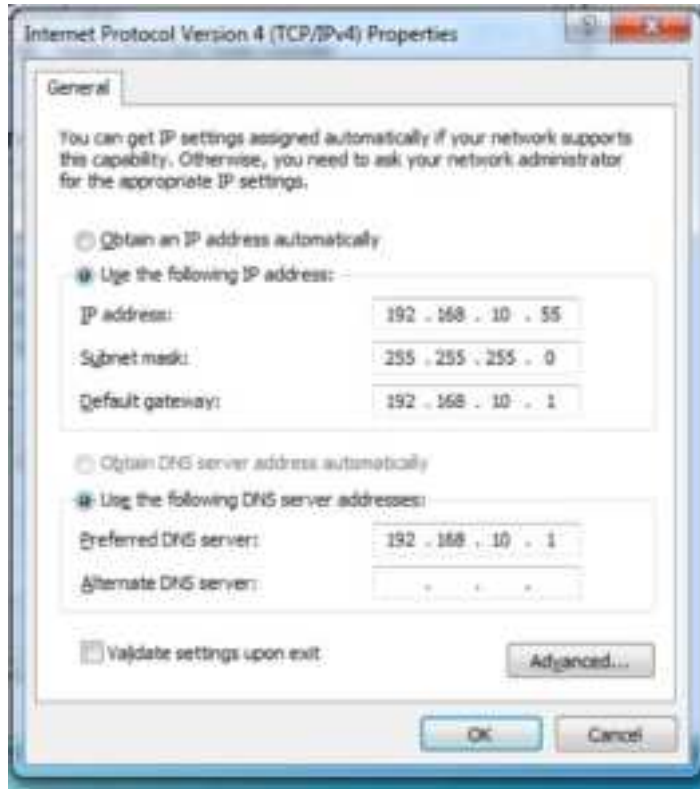 Internet Protocol Version 4 (TCP/IPv4) Properties
General
You can get IP settings assigned automatically if your network supports
this capability. Otherwise, you need to ask your network administrator
for the appropriate IP settings.
Obtain an IP address automatically
Use the following IP address:
IP address: 192 . 168 . 10 . 55
Subnet mask: 255 . 255 . 255 . 0
Default gateway: 192 . 168 . 10 . 1
Obtain DNS server address automatically
Use the following DNS server addresses:
Preferred DNS server: 192 . 168 . 10 . 1
Alternate DNS server: . . .
Validate settings upon exit
Advanced...
OK Cancel